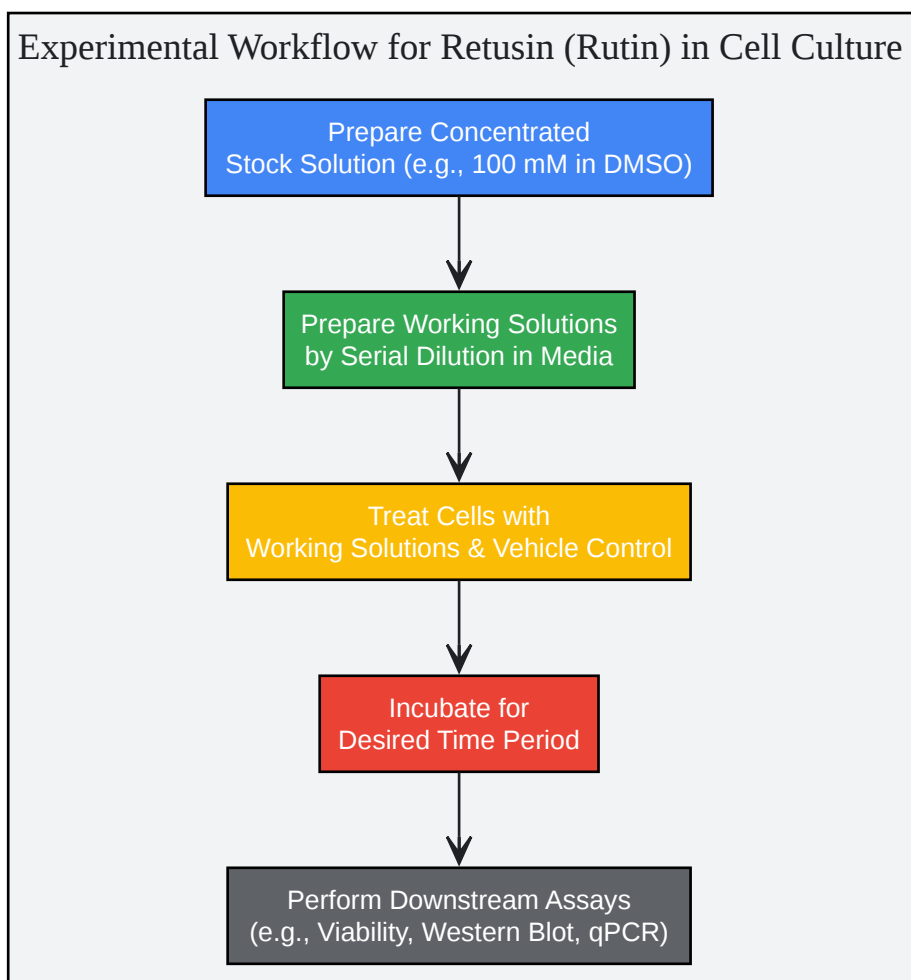 Experimental Workflow for Retusin (Rutin) in Cell Culture
Prepare Concentrated
Stock Solution (e.g., 100 mM in DMSO)
Prepare Working Solutions
by Serial Dilution in Media
Treat Cells with
Working Solutions & Vehicle Control
Incubate for
Desired Time Period
Perform Downstream Assays
(e.g., Viability, Western Blot, qPCR)